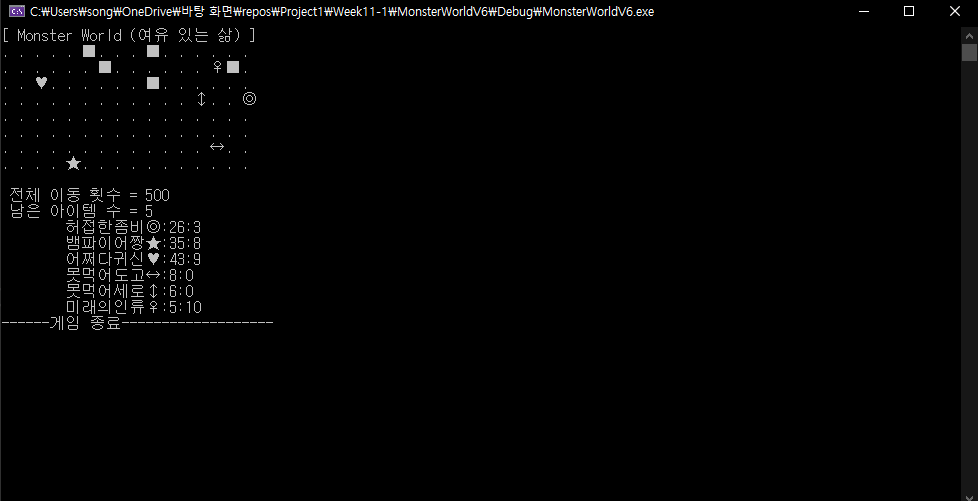 C:₩Users₩song₩OneDrive₩바탕 화면₩repos₩Project1₩Week11-1₩MonsterWorldV6₩Debug₩MonsterWorldV6.exe
[ Monster World (여유 있는 삶) ]
. . . . . ■. . . ■. . . . . .
. . . . . . ■. . . . . . ♀■.
. . ♥. . . . . . ■. . . . . .
. . . . . . . . . . . . ↕. . ◎
. . . . . . . . . . . . . . . .
. . . . . . . . . . . . . . . .
. . . . . . . . . . . . . ↔. .
. . . . ★. . . . . . . . . . .
전체 이동 횟수 = 500
남은 아이템 수 = 5
허접한좀비◎:26:3
뱀파이어짱★:35:8
어쩌다귀신♥:43:9
못먹어도고↔:8:0
못먹어세로↕:6:0
미래의인류♀:5:10
------게임 종료-------------------